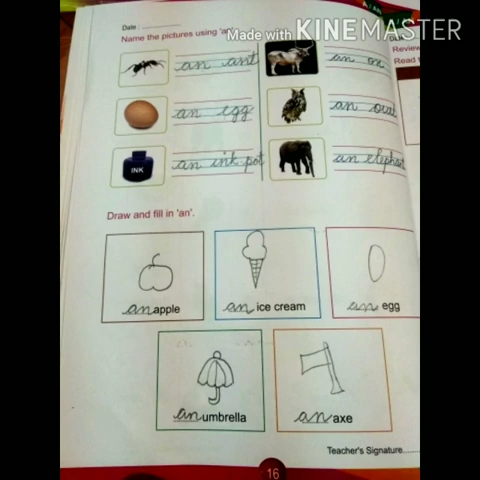 Made with KINEMASTER
Date :
Name the pictures using 'an'.
Review
Read
an ant
an ox
an egg
an owl
INK
an ink pot
an elephant
Draw and fill in 'an'.
an apple
an ice cream
an egg
an umbrella
an axe
Teacher's Signature
16